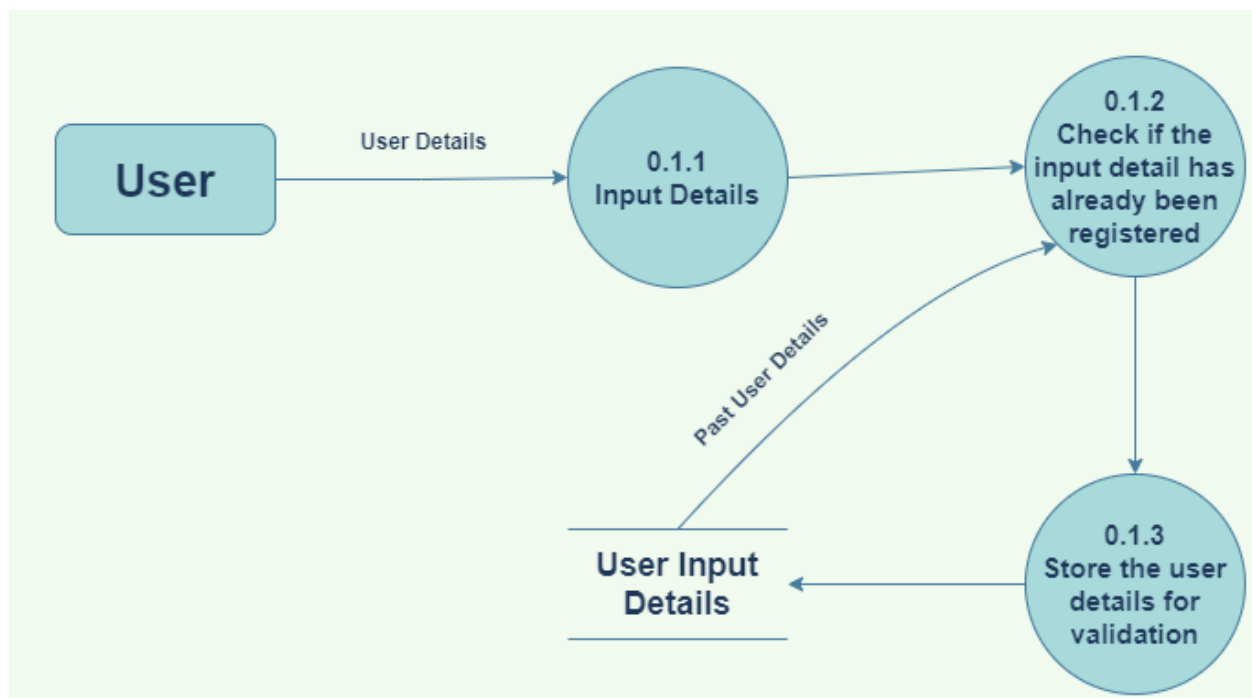 User
User Details
0.1.1
Input Details
0.1.2
Check if the
input detail has
already been
registered
Past User Details
User Input
Details
0.1.3
Store the user
details for
validation